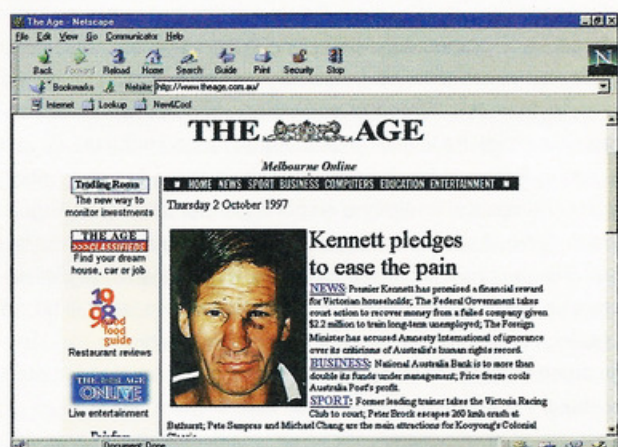 The Age - Netscape
File Edit View Go Communicator Help
Back Forward Reload Home Search Guide Print Security Stop
N
Bookmarks Netsite: http://www.theage.com.au/
Internet Lookup New&Cool
THE AGE
Melbourne Online
HOME NEWS SPORT BUSINESS COMPUTERS EDUCATION ENTERTAINMENT
Thursday 2 October 1997
Trading Room
The new way to
monitor investments
THE AGE
>>>CLASSIFIEDS
Find your dream
house, car or job
19
98
food
food
guide
Restaurant reviews
ONLINE
Live entertainment
Kennett pledges
to ease the pain
NEWS: Premier Kennett has promised a financial reward
for Victorian households; The Federal Government takes
court action to recover money from a failed company given
$2.2 million to train long-term unemployed; The Foreign
Minister has accused Amnesty International of ignorance
over its criticisms of Australia's human rights record.
BUSINESS: National Australia Bank is to more than
double its funds under management; Price freeze cools
Australia Post's profit.
SPORT: Former leading trainer takes the Victoria Racing
Club to court; Peter Brock escapes 260 kmh crash at
Bathurst; Pete Sampras and Michael Chang are the main attractions for Kooyong's Colonial
Document: Done